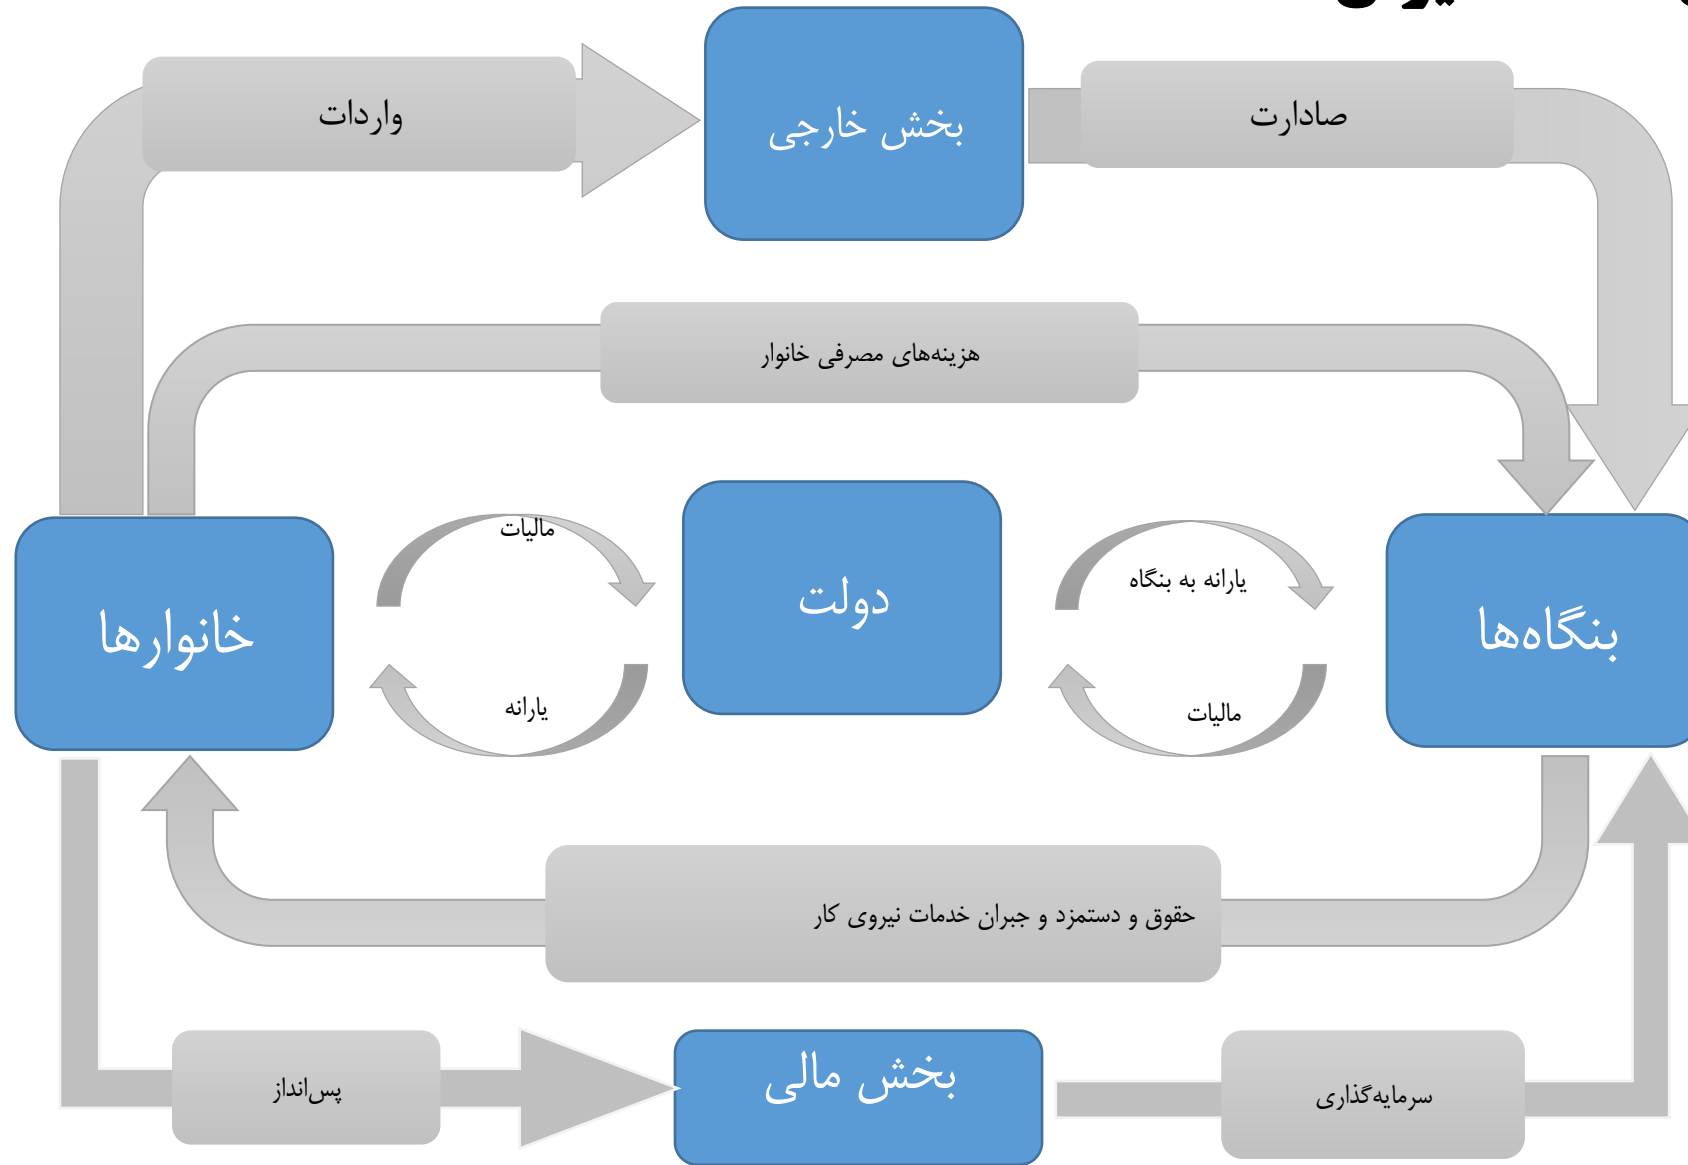 واردات
بخش خارجی
صادارت
هزینه‌های مصرفی خانوار
مالیات
دولت
یارانه به بنگاه
خانوارها
بنگاه‌ها
یارانه
مالیات
حقوق و دستمزد و جبران خدمات نیروی کار
پس‌انداز
بخش مالی
سرمایه‌گذاری